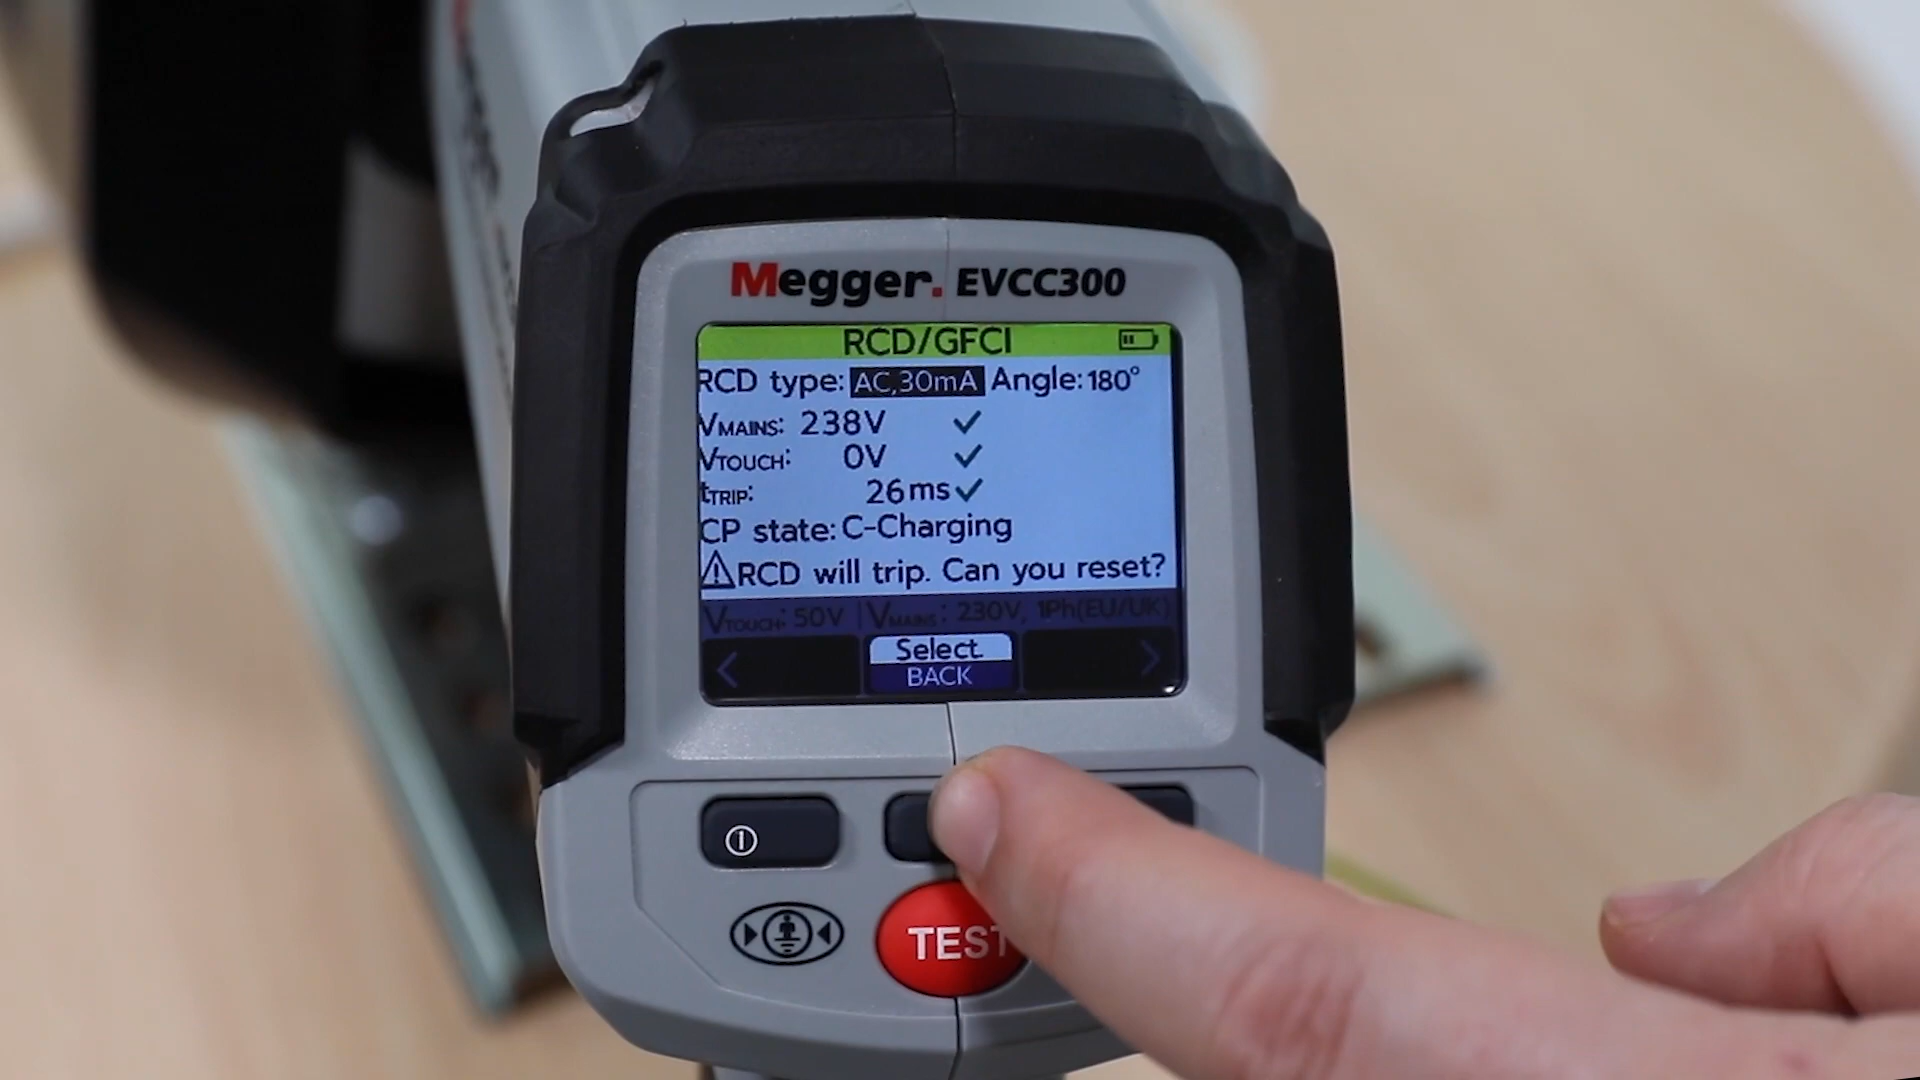 Megger. EVCC300
RCD/GFCI
RCD type: AC,30mA Angle: 180°
VMAINS: 238V ✓
VTOUCH: 0V ✓
tTRIP: 26ms ✓
CP state: C-Charging
⚠RCD will trip. Can you reset?
VTOUCH: 50V | VMAINS: 230V, 1Ph(EU/UK)
< Select >
BACK
TEST